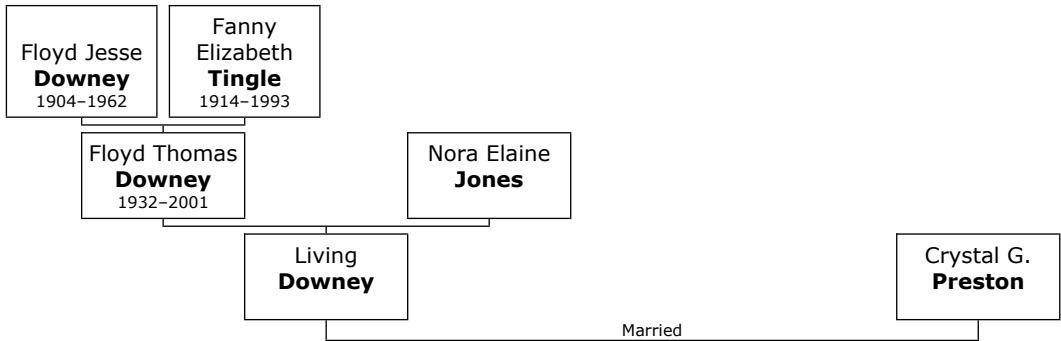 Floyd Jesse
Downey
1904–1962
Fanny
Elizabeth
Tingle
1914–1993
Floyd Thomas
Downey
1932–2001
Nora Elaine
Jones
Living
Downey
Crystal G.
Preston
Married